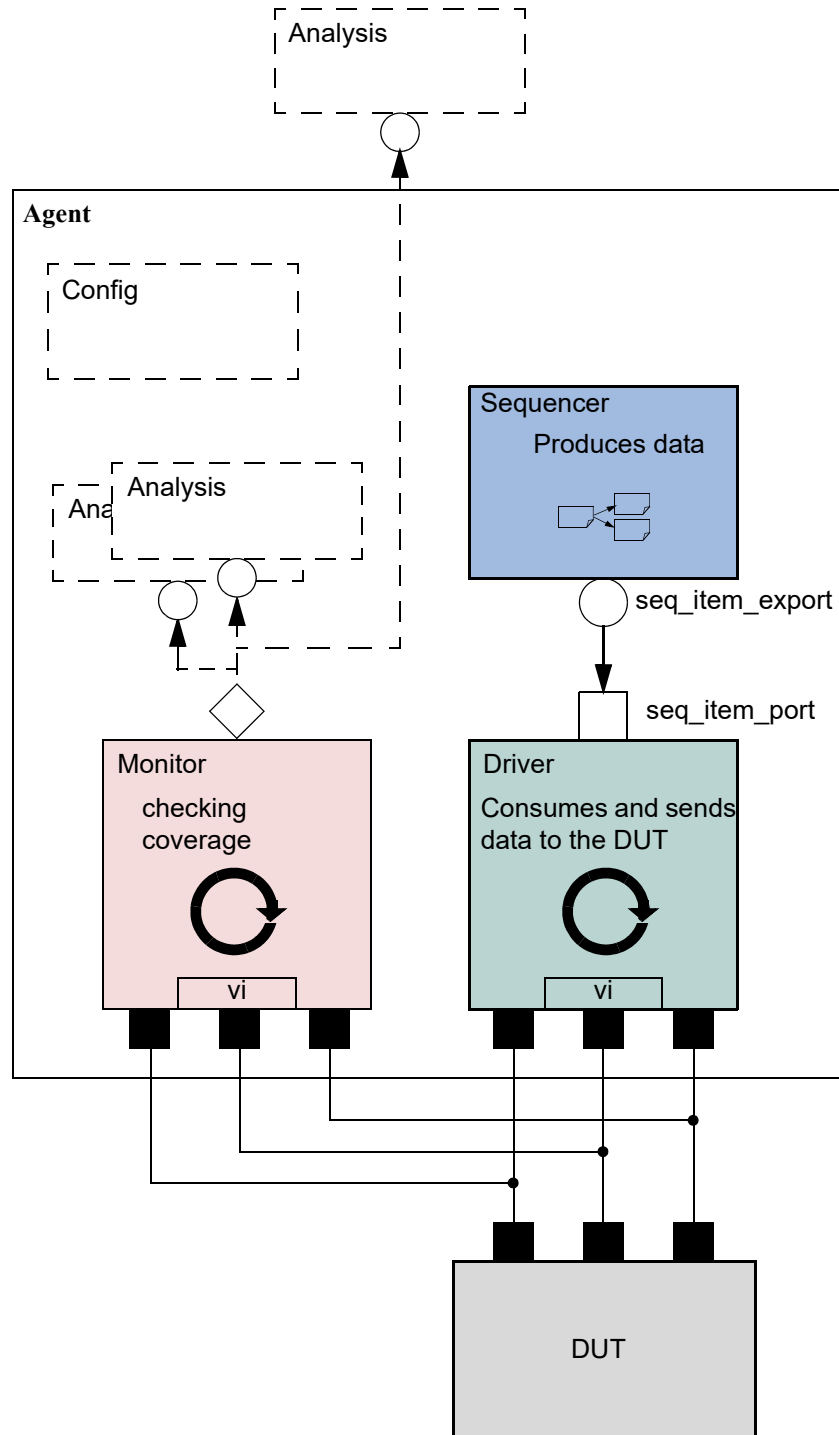 Analysis
Agent
Config
Sequencer
Produces data
Analysis
Ana
seq_item_export
seq_item_port
Monitor
checking
coverage
vi
Driver
Consumes and sends
data to the DUT
vi
DUT